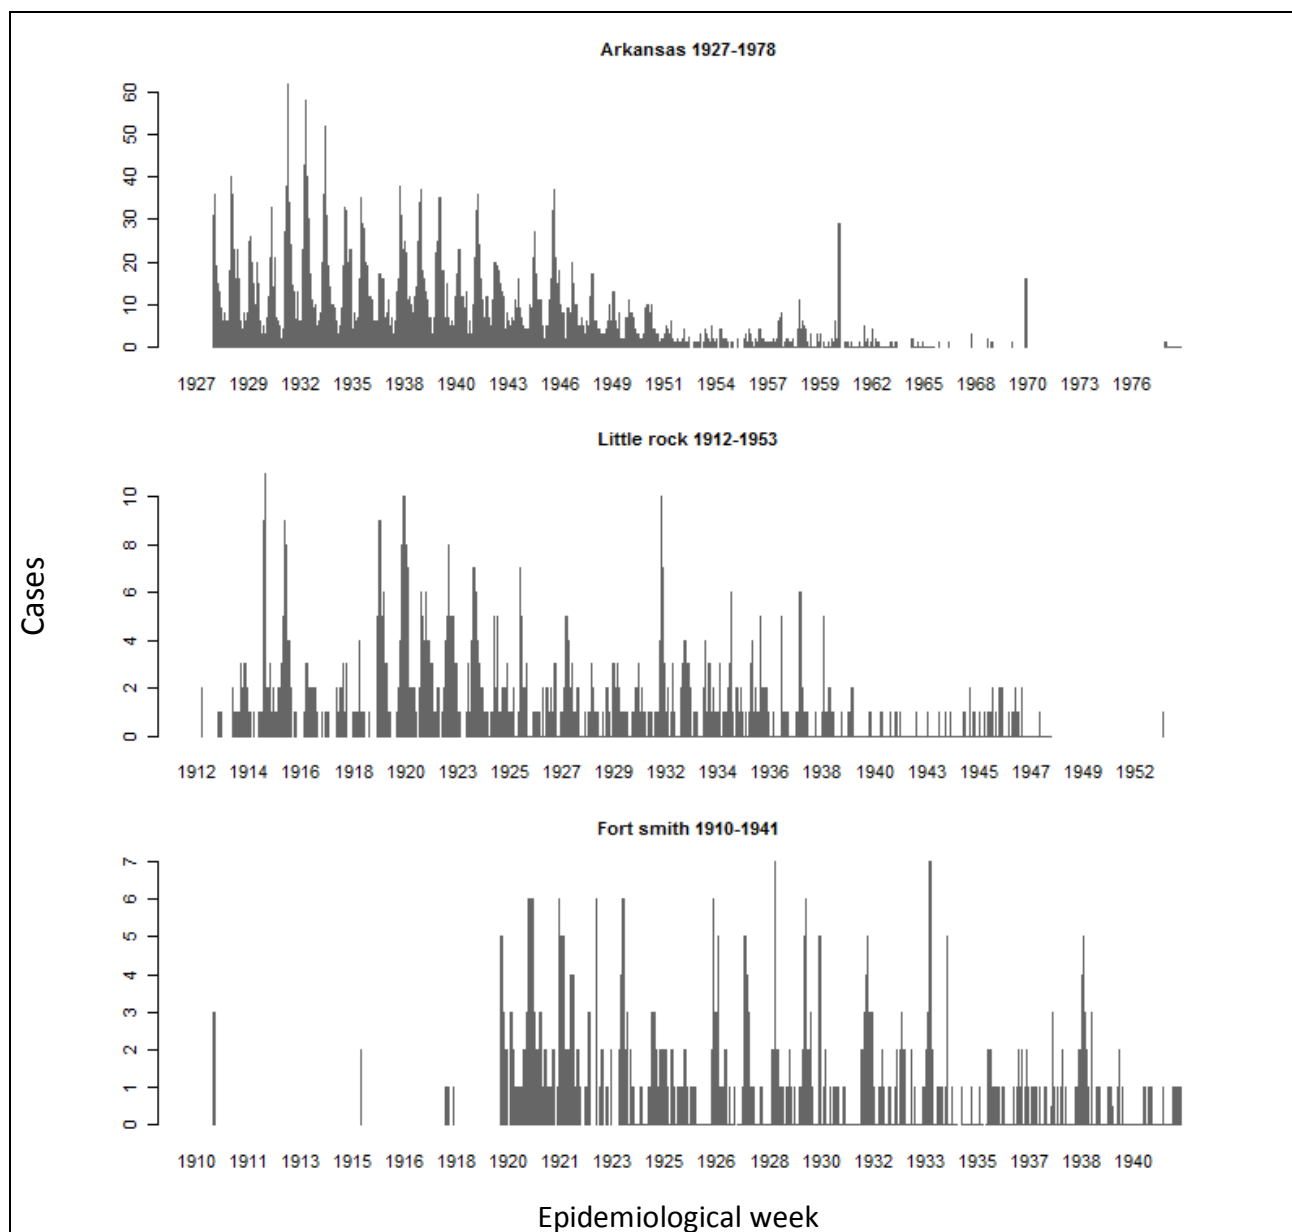 Arkansas 1927-1978
60
50
40
30
20
10
0
1927 1929 1932 1935 1938 1940 1943 1946 1949 1951 1954 1957 1959 1962 1965 1968 1970 1973 1976
Little rock 1912-1953
10
8
6
4
2
0
1912 1914 1916 1918 1920 1923 1925 1927 1929 1932 1934 1936 1938 1940 1943 1945 1947 1949 1952
Cases
Fort smith 1910-1941
7
6
5
4
3
2
1
0
1910 1911 1913 1915 1916 1918 1920 1921 1923 1925 1926 1928 1930 1932 1933 1935 1937 1938 1940
Epidemiological week